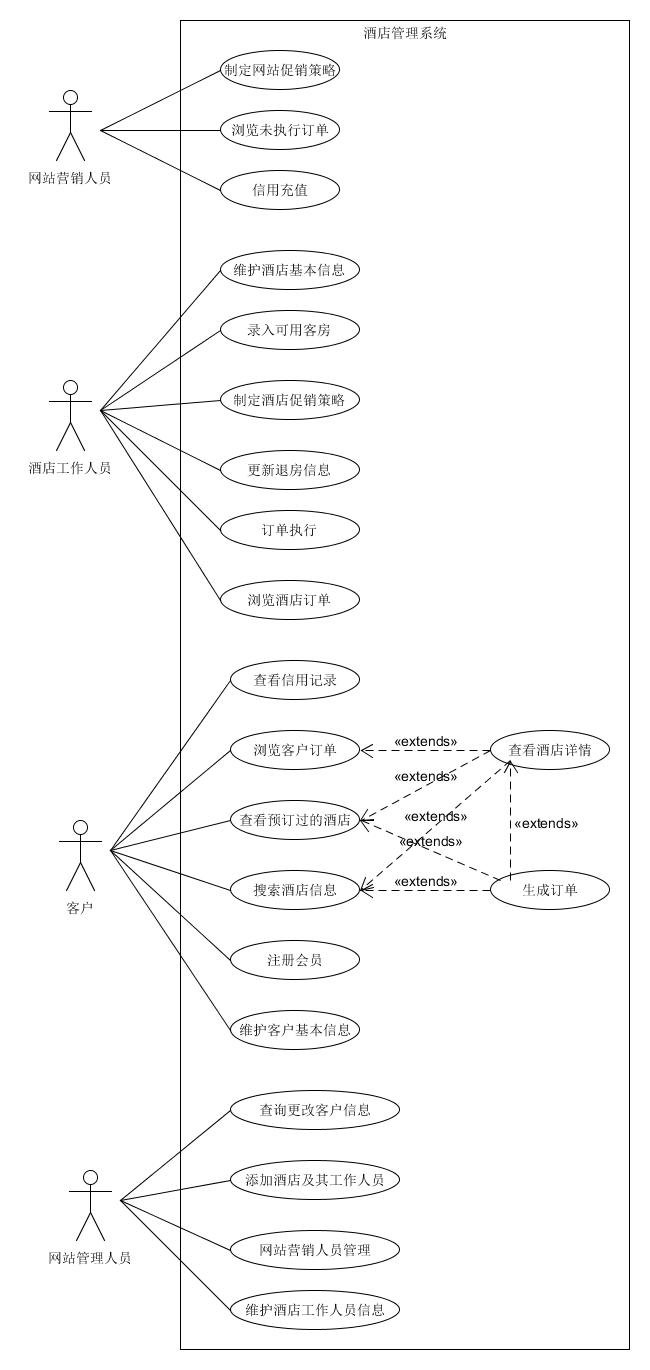 酒店管理系统
制定网站促销策略
浏览未执行订单
网站营销人员
信用充值
维护酒店基本信息
录入可用客房
制定酒店促销策略
酒店工作人员
更新退房信息
订单执行
浏览酒店订单
查看信用记录
浏览客户订单
«extends»
查看酒店详情
«extends»
查看预订过的酒店
«extends»
«extends»
«extends»
搜索酒店信息
«extends»
生成订单
客户
注册会员
维护客户基本信息
查询更改客户信息
添加酒店及其工作人员
网站管理人员
网站营销人员管理
维护酒店工作人员信息